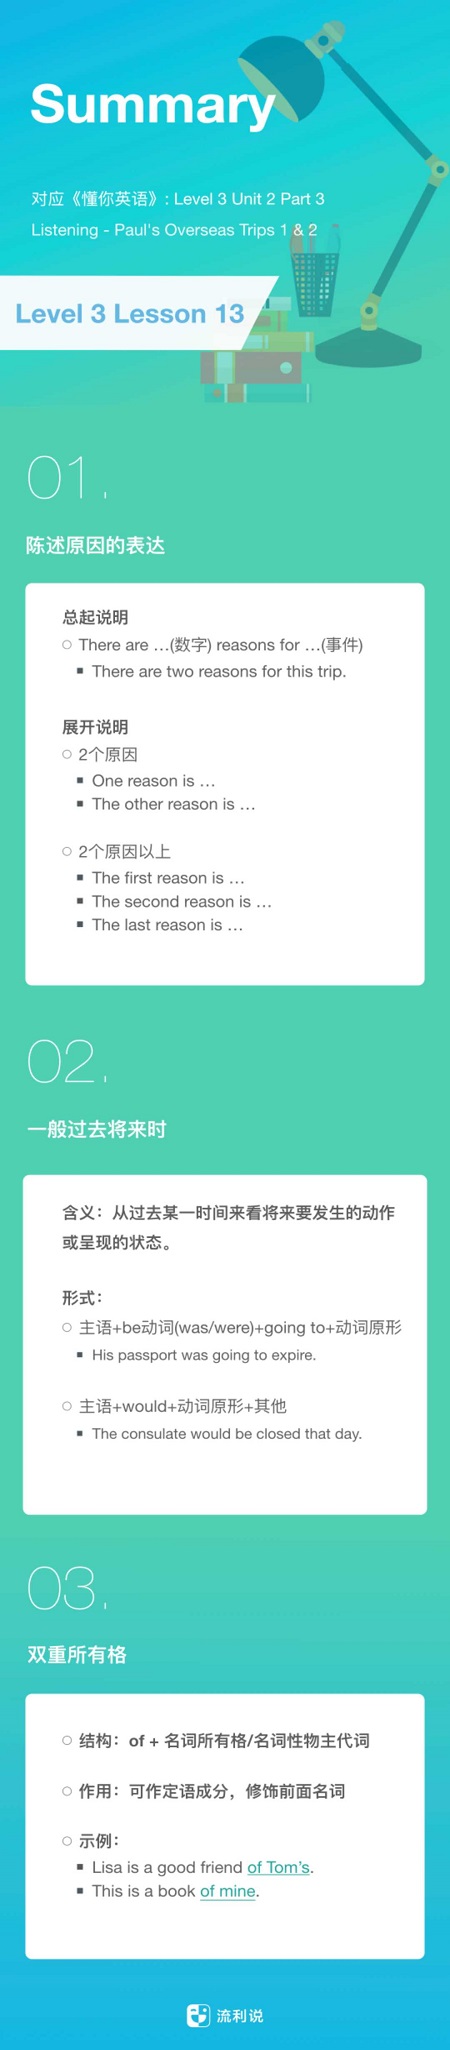 Summary
对应《懂你英语》: Level 3 Unit 2 Part 3
Listening - Paul's Overseas Trips 1 & 2
Level 3 Lesson 13
01.
陈述原因的表达
总起说明
There are …(数字) reasons for …(事件)
There are two reasons for this trip.
展开说明
2个原因
One reason is …
The other reason is …
2个原因以上
The first reason is …
The second reason is …
The last reason is …
02.
一般过去将来时
含义：从过去某一时间来看将来要发生的动作
或呈现的状态。
形式：
主语+be动词(was/were)+going to+动词原形
His passport was going to expire.
主语+would+动词原形+其他
The consulate would be closed that day.
03.
双重所有格
结构：of + 名词所有格/名词性物主代词
作用：可作定语成分，修饰前面名词
示例：
Lisa is a good friend of Tom's.
This is a book of mine.
流利说